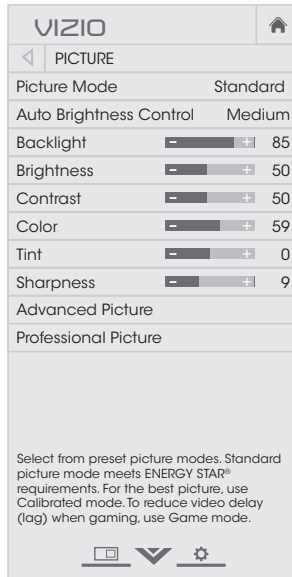 VIZIO
PICTURE
Picture Mode Standard
Auto Brightness Control Medium
Backlight - + 85
Brightness - + 50
Contrast - + 50
Color - + 59
Tint - + 0
Sharpness - + 9
Advanced Picture
Professional Picture
Select from preset picture modes. Standard
picture mode meets ENERGY STAR®
requirements. For the best picture, use
Calibrated mode. To reduce video delay
(lag) when gaming, use Game mode.